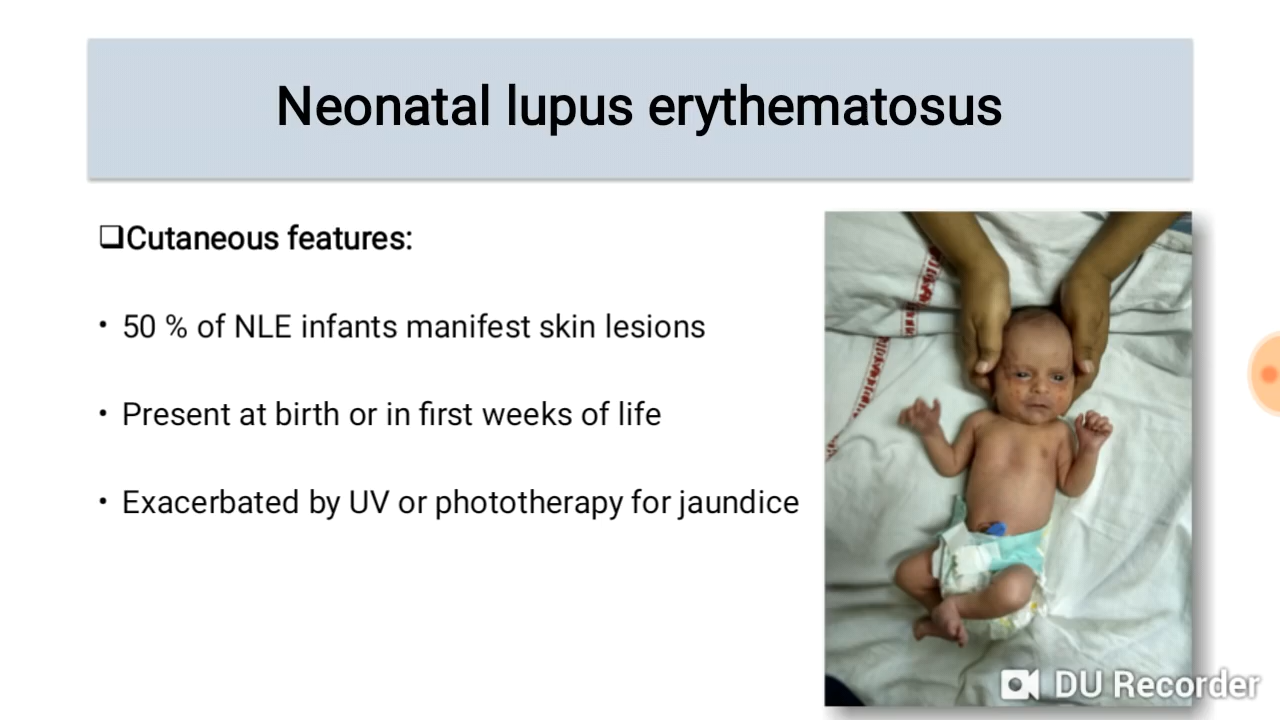 Neonatal lupus erythematosus
❑Cutaneous features:
• 50 % of NLE infants manifest skin lesions
• Present at birth or in first weeks of life
• Exacerbated by UV or phototherapy for jaundice
DU Recorder